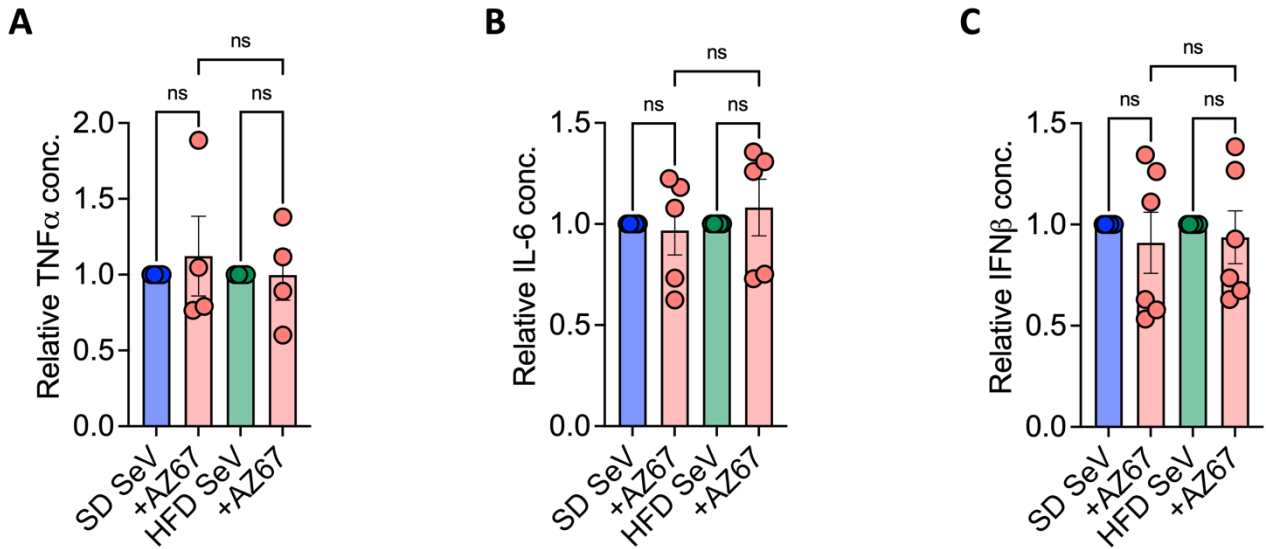 A
ns
ns
ns
Relative TNFα conc.
2.0
1.5
1.0
0.5
0.0
SD SeV
+AZ67
HFD SeV
+AZ67
B
ns
ns
ns
Relative IL-6 conc.
1.5
1.0
0.5
0.0
SD SeV
+AZ67
HFD SeV
+AZ67
C
ns
ns
ns
Relative IFNβ conc.
1.5
1.0
0.5
0.0
SD SeV
+AZ67
HFD SeV
+AZ67